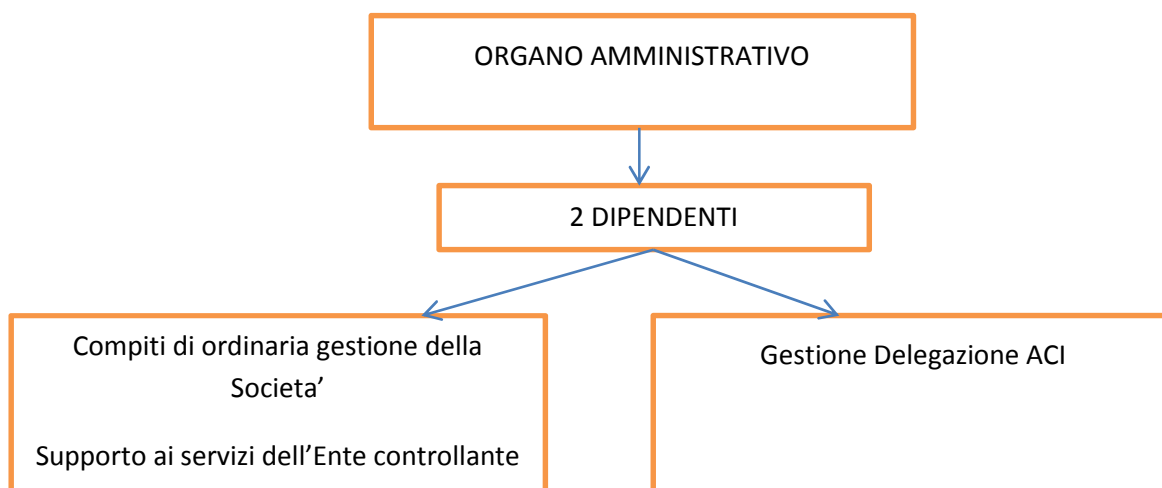 ORGANO AMMINISTRATIVO
2 DIPENDENTI
Compiti di ordinaria gestione della
Societa’
Supporto ai servizi dell’Ente controllante
Gestione Delegazione ACI